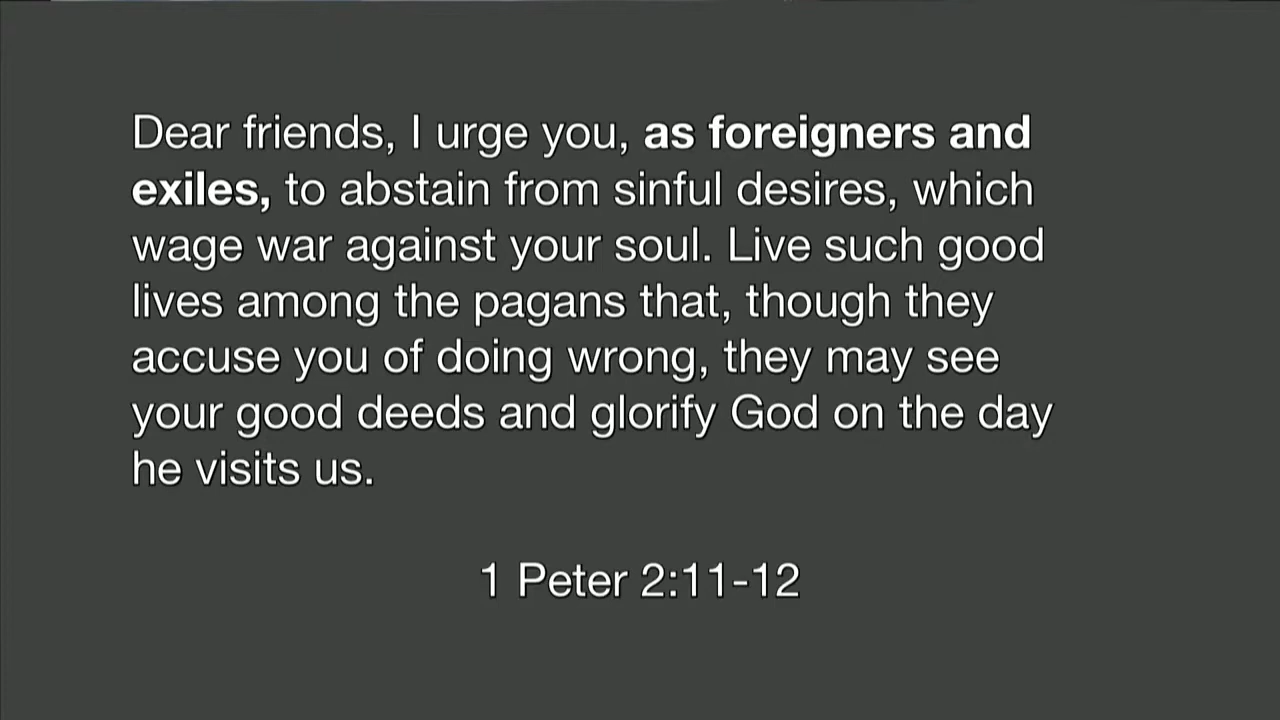 Dear friends, I urge you, as foreigners and
exiles, to abstain from sinful desires, which
wage war against your soul. Live such good
lives among the pagans that, though they
accuse you of doing wrong, they may see
your good deeds and glorify God on the day
he visits us.
1 Peter 2:11-12